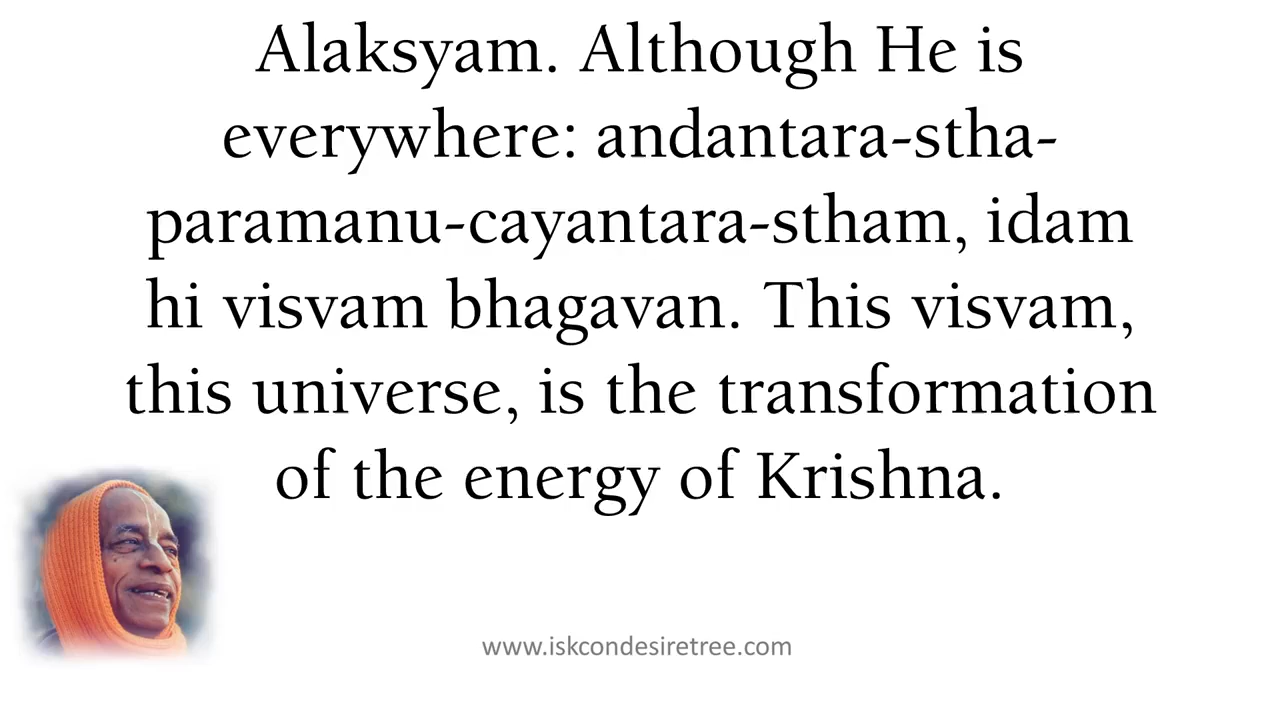 Alaksyam. Although He is
everywhere: andantara-stha-
paramanu-cayantara-stham, idam
hi visvam bhagavan. This visvam,
this universe, is the transformation
of the energy of Krishna.
www.iskcondesiretree.com